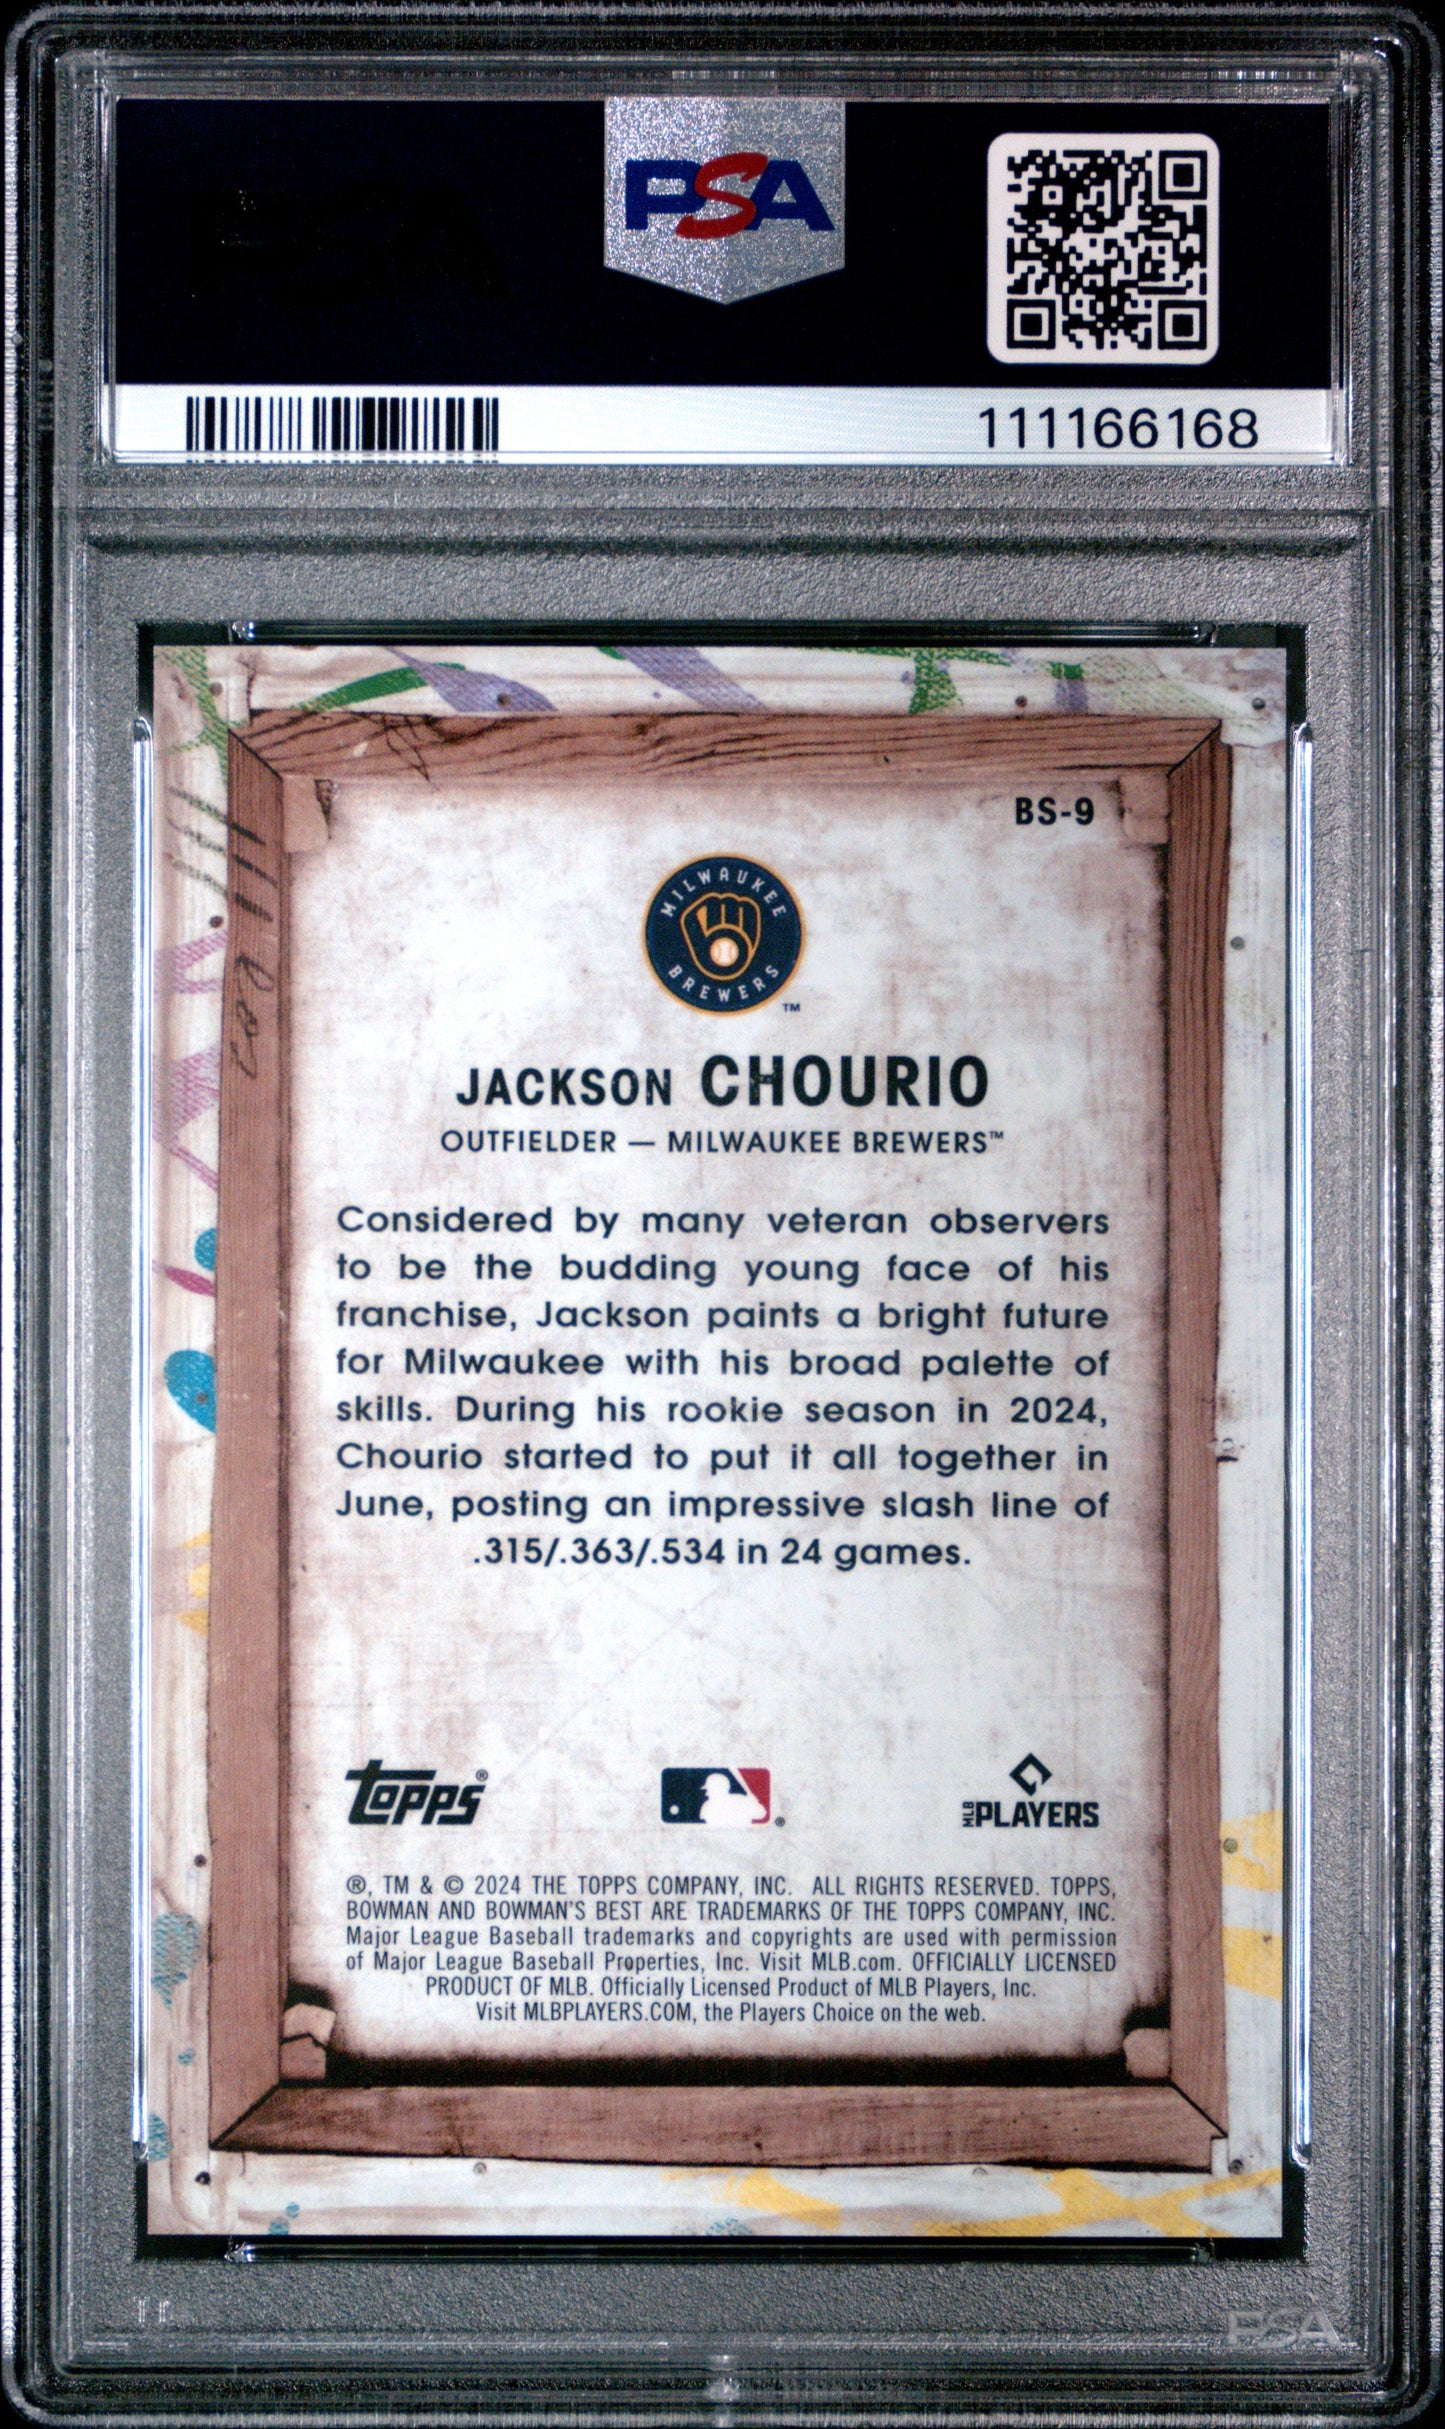 PSA
111166168
BS-9
MILWAUKEE
BREWERS
™
JACKSON CHOURIO
OUTFIELDER — MILWAUKEE BREWERS™
Considered by many veteran observers
to be the budding young face of his
franchise, Jackson paints a bright future
for Milwaukee with his broad palette of
skills. During his rookie season in 2024,
Chourio started to put it all together in
June, posting an impressive slash line of
.315/.363/.534 in 24 games.
Topps® ® MLB PLAYERS
®, TM & © 2024 THE TOPPS COMPANY, INC. ALL RIGHTS RESERVED. TOPPS,
BOWMAN AND BOWMAN'S BEST ARE TRADEMARKS OF THE TOPPS COMPANY, INC.
Major League Baseball trademarks and copyrights are used with permission
of Major League Baseball Properties, Inc. Visit MLB.com. OFFICIALLY LICENSED
PRODUCT OF MLB. Officially Licensed Product of MLB Players, Inc.
Visit MLBPLAYERS.COM, the Players Choice on the web.
PSA